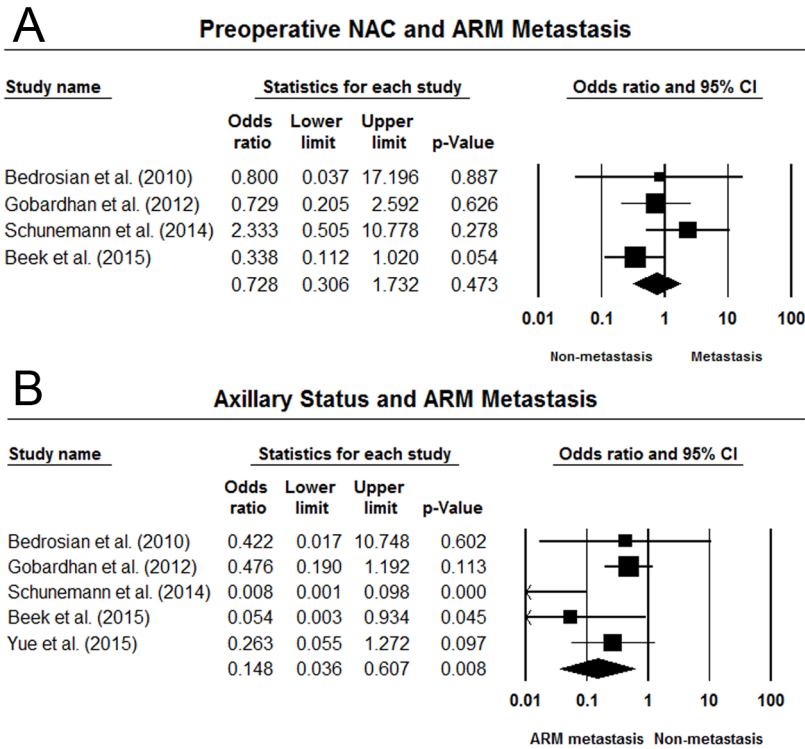 A
Preoperative NAC and ARM Metastasis
Study name Statistics for each study Odds ratio and 95% CI
Odds ratio Lower limit Upper limit p-Value
Bedrosian et al. (2010) 0.800 0.037 17.196 0.887
Gobardhan et al. (2012) 0.729 0.205 2.592 0.626
Schunemann et al. (2014) 2.333 0.505 10.778 0.278
Beek et al. (2015) 0.338 0.112 1.020 0.054
0.728 0.306 1.732 0.473
0.01 0.1 1 10 100
Non-metastasis Metastasis
B
Axillary Status and ARM Metastasis
Study name Statistics for each study Odds ratio and 95% CI
Odds ratio Lower limit Upper limit p-Value
Bedrosian et al. (2010) 0.422 0.017 10.748 0.602
Gobardhan et al. (2012) 0.476 0.190 1.192 0.113
Schunemann et al. (2014) 0.008 0.001 0.098 0.000
Beek et al. (2015) 0.054 0.003 0.934 0.045
Yue et al. (2015) 0.263 0.055 1.272 0.097
0.148 0.036 0.607 0.008
0.01 0.1 1 10 100
ARM metastasis Non-metastasis